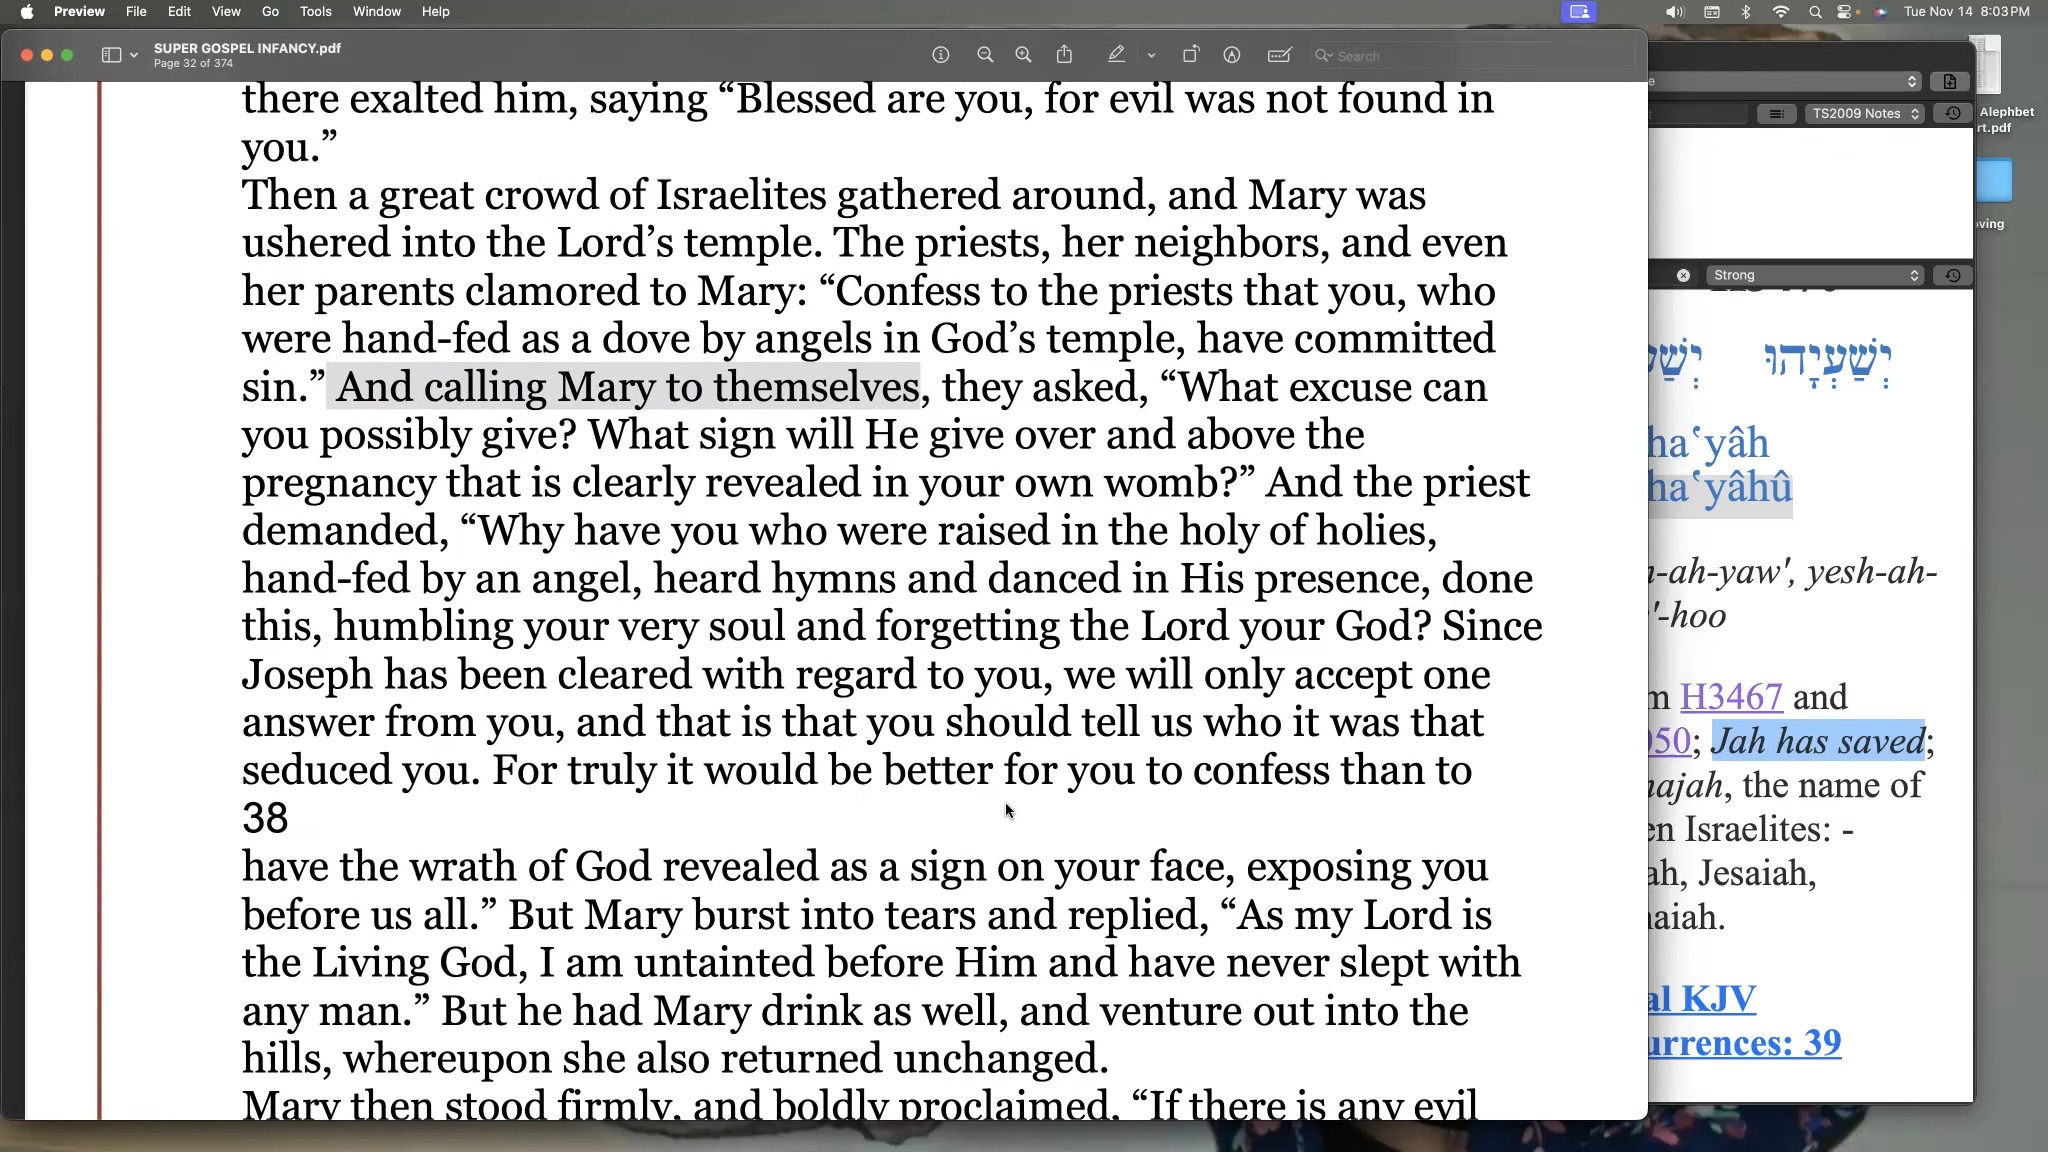 Preview File Edit View Go Tools Window Help
Tue Nov 14 8:03 PM
SUPER GOSPEL INFANCY.pdf
Page 32 of 374
Search
there exalted him, saying “Blessed are you, for evil was not found in
you.”
Then a great crowd of Israelites gathered around, and Mary was
ushered into the Lord’s temple. The priests, her neighbors, and even
her parents clamored to Mary: “Confess to the priests that you, who
were hand-fed as a dove by angels in God’s temple, have committed
sin.” And calling Mary to themselves, they asked, “What excuse can
you possibly give? What sign will He give over and above the
pregnancy that is clearly revealed in your own womb?” And the priest
demanded, “Why have you who were raised in the holy of holies,
hand-fed by an angel, heard hymns and danced in His presence, done
this, humbling your very soul and forgetting the Lord your God? Since
Joseph has been cleared with regard to you, we will only accept one
answer from you, and that is that you should tell us who it was that
seduced you. For truly it would be better for you to confess than to
38
have the wrath of God revealed as a sign on your face, exposing you
before us all.” But Mary burst into tears and replied, “As my Lord is
the Living God, I am untainted before Him and have never slept with
any man.” But he had Mary drink as well, and venture out into the
hills, whereupon she also returned unchanged.
Mary then stood firmly, and boldly proclaimed, “If there is any evil
e
TS2009 Notes
Strong
יְשַׁעְיָהוּ
ha‛yâh
ha‛yâhû
-ah-yaw', yesh-ah-
'-hoo
m H3467 and
050; Jah has saved;
ajah, the name of
en Israelites: -
ah, Jesaiah,
aiah.
al KJV
urrences: 39
Alephbet
rt.pdf
oving